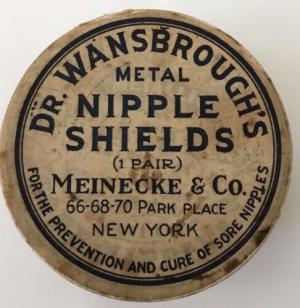 DR. WANSBROUGH'S
METAL
NIPPLE
SHIELDS
(1 PAIR)
MEINECKE & CO.
66-68-70 PARK PLACE
NEW YORK
FOR THE PREVENTION AND CURE OF SORE NIPPLES